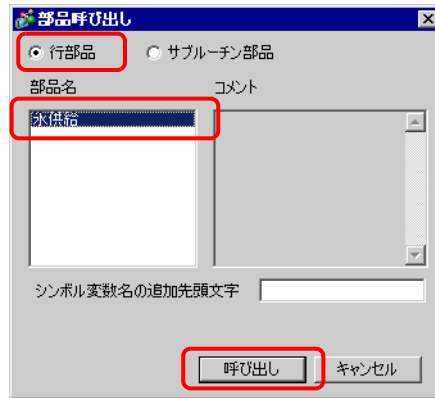 部品呼び出し
行部品 サブルーチン部品
部品名 コメント
氷供給
シンボル変数名の追加先頭文字
呼び出し キャンセル